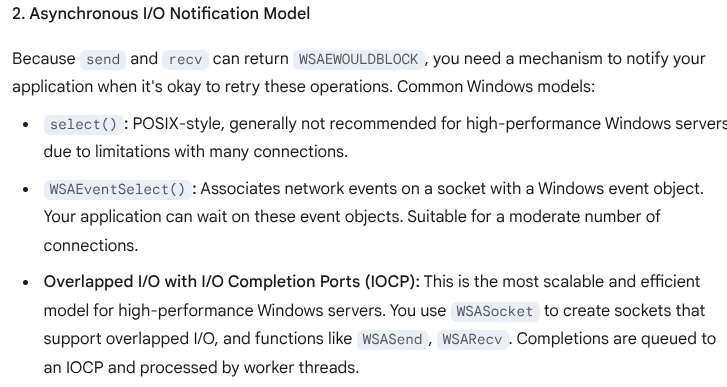 2. Asynchronous I/O Notification Model
Because send and recv can return WSAEWOULDBLOCK, you need a mechanism to notify your
application when it's okay to retry these operations. Common Windows models:
• select(): POSIX-style, generally not recommended for high-performance Windows servers
due to limitations with many connections.
• WSAEventSelect(): Associates network events on a socket with a Windows event object.
Your application can wait on these event objects. Suitable for a moderate number of
connections.
• Overlapped I/O with I/O Completion Ports (IOCP): This is the most scalable and efficient
model for high-performance Windows servers. You use WSASocket to create sockets that
support overlapped I/O, and functions like WSASend, WSARecv. Completions are queued to
an IOCP and processed by worker threads.